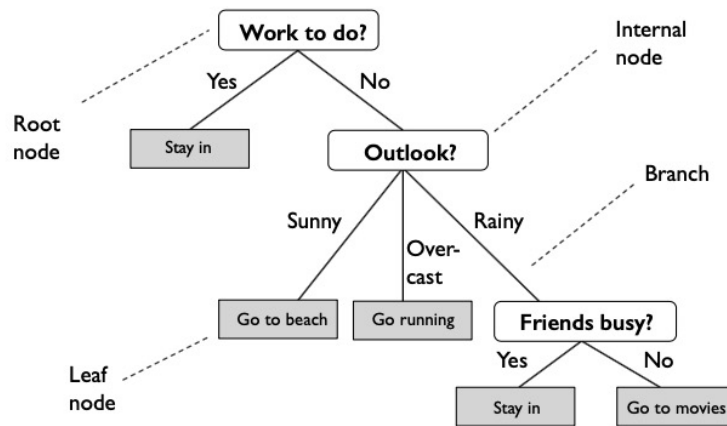 Work to do?
Internal
node
Yes
No
Root
node
Stay in
Outlook?
Branch
Sunny
Over-
cast
Rainy
Go to beach
Go running
Friends busy?
Leaf
node
Yes
No
Stay in
Go to movies